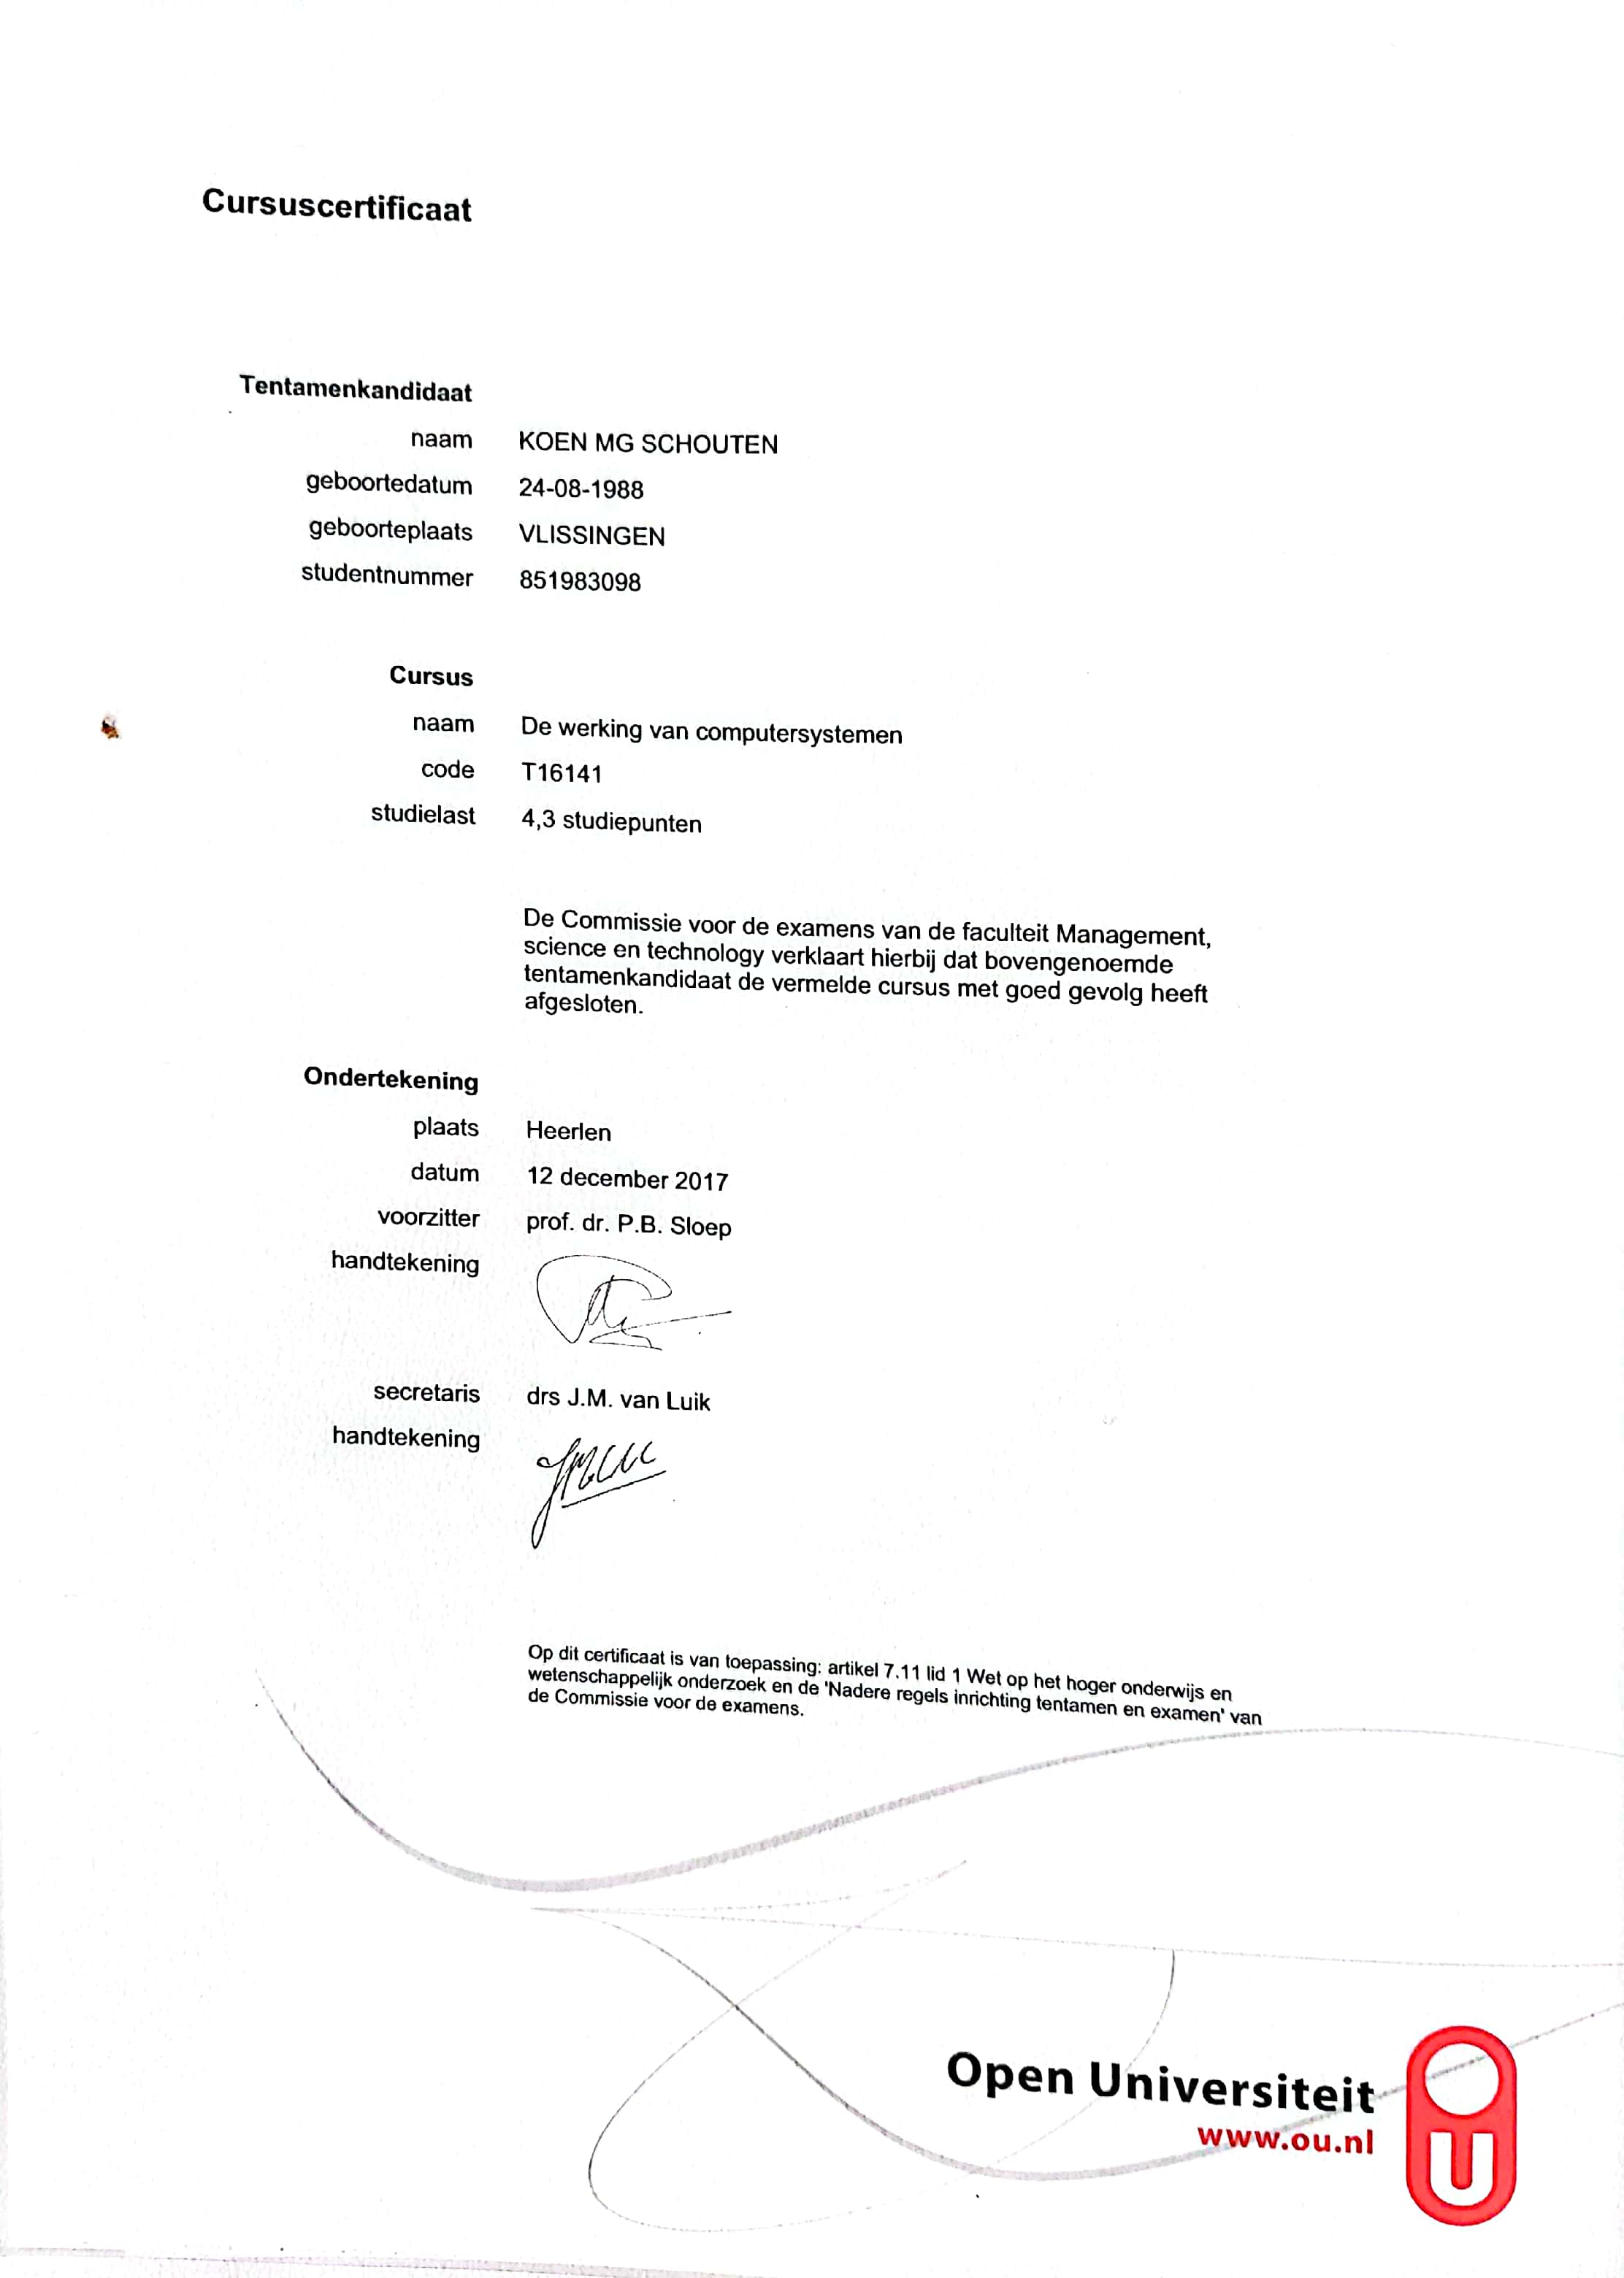 Cursuscertificaat
Tentamenkandidaat
naam KOEN MG SCHOUTEN
geboortedatum 24-08-1988
geboorteplaats VLISSINGEN
studentnummer 851983098
Cursus
naam De werking van computersystemen
code T16141
studielast 4,3 studiepunten
De Commissie voor de examens van de faculteit Management,
science en technology verklaart hierbij dat bovengenoemde
tentamenkandidaat de vermelde cursus met goed gevolg heeft
afgesloten.
Ondertekening
plaats Heerlen
datum 12 december 2017
voorzitter prof. dr. P.B. Sloep
handtekening
secretaris drs J.M. van Luik
handtekening
Op dit certificaat is van toepassing: artikel 7.11 lid 1 Wet op het hoger onderwijs en
wetenschappelijk onderzoek en de 'Nadere regels inrichting tentamen en examen' van
de Commissie voor de examens.
Open Universiteit
www.ou.nl